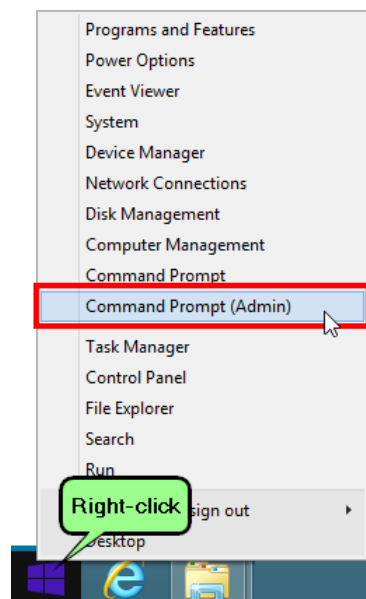 Programs and Features
Power Options
Event Viewer
System
Device Manager
Network Connections
Disk Management
Computer Management
Command Prompt
Command Prompt (Admin)
Task Manager
Control Panel
File Explorer
Search
Run
Right-click
sign out
Desktop